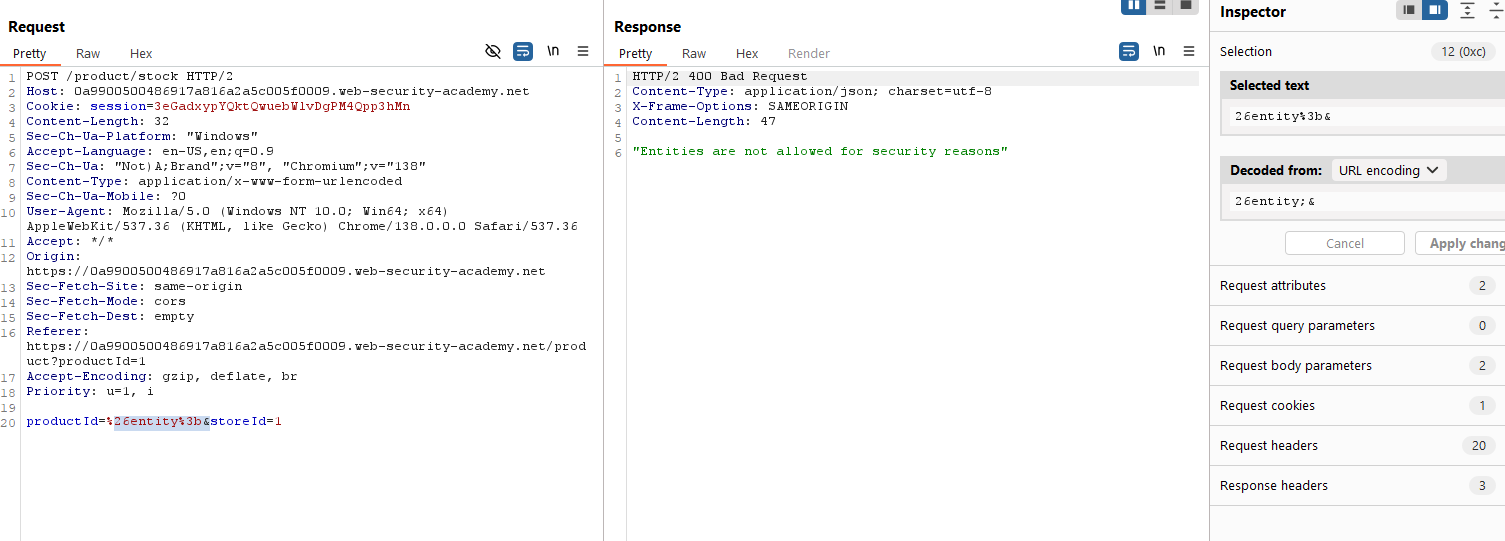 Request
Pretty Raw Hex
\n
1 POST /product/stock HTTP/2
2 Host: 0a9900500486917a816a2a5c005f0009.web-security-academy.net
3 Cookie: session=3eGadxypYQktQwuebWlvDgPM4Qpp3hMn
4 Content-Length: 32
5 Sec-Ch-Ua-Platform: "Windows"
6 Accept-Language: en-US,en;q=0.9
7 Sec-Ch-Ua: "Not)A;Brand";v="8", "Chromium";v="138"
8 Content-Type: application/x-www-form-urlencoded
9 Sec-Ch-Ua-Mobile: ?0
10 User-Agent: Mozilla/5.0 (Windows NT 10.0; Win64; x64)
AppleWebKit/537.36 (KHTML, like Gecko) Chrome/138.0.0.0 Safari/537.36
11 Accept: */*
12 Origin:
https://0a9900500486917a816a2a5c005f0009.web-security-academy.net
13 Sec-Fetch-Site: same-origin
14 Sec-Fetch-Mode: cors
15 Sec-Fetch-Dest: empty
16 Referer:
https://0a9900500486917a816a2a5c005f0009.web-security-academy.net/prod
uct?productId=1
17 Accept-Encoding: gzip, deflate, br
18 Priority: u=1, i
19
20 productId=%26entity%3b&storeId=1
Response
Pretty Raw Hex Render
\n
1 HTTP/2 400 Bad Request
2 Content-Type: application/json; charset=utf-8
3 X-Frame-Options: SAMEORIGIN
4 Content-Length: 47
5
6 "Entities are not allowed for security reasons"
Inspector
Selection 12 (0xc)
Selected text
26entity%3b&
Decoded from: URL encoding
26entity;&
Cancel Apply chang
Request attributes 2
Request query parameters 0
Request body parameters 2
Request cookies 1
Request headers 20
Response headers 3